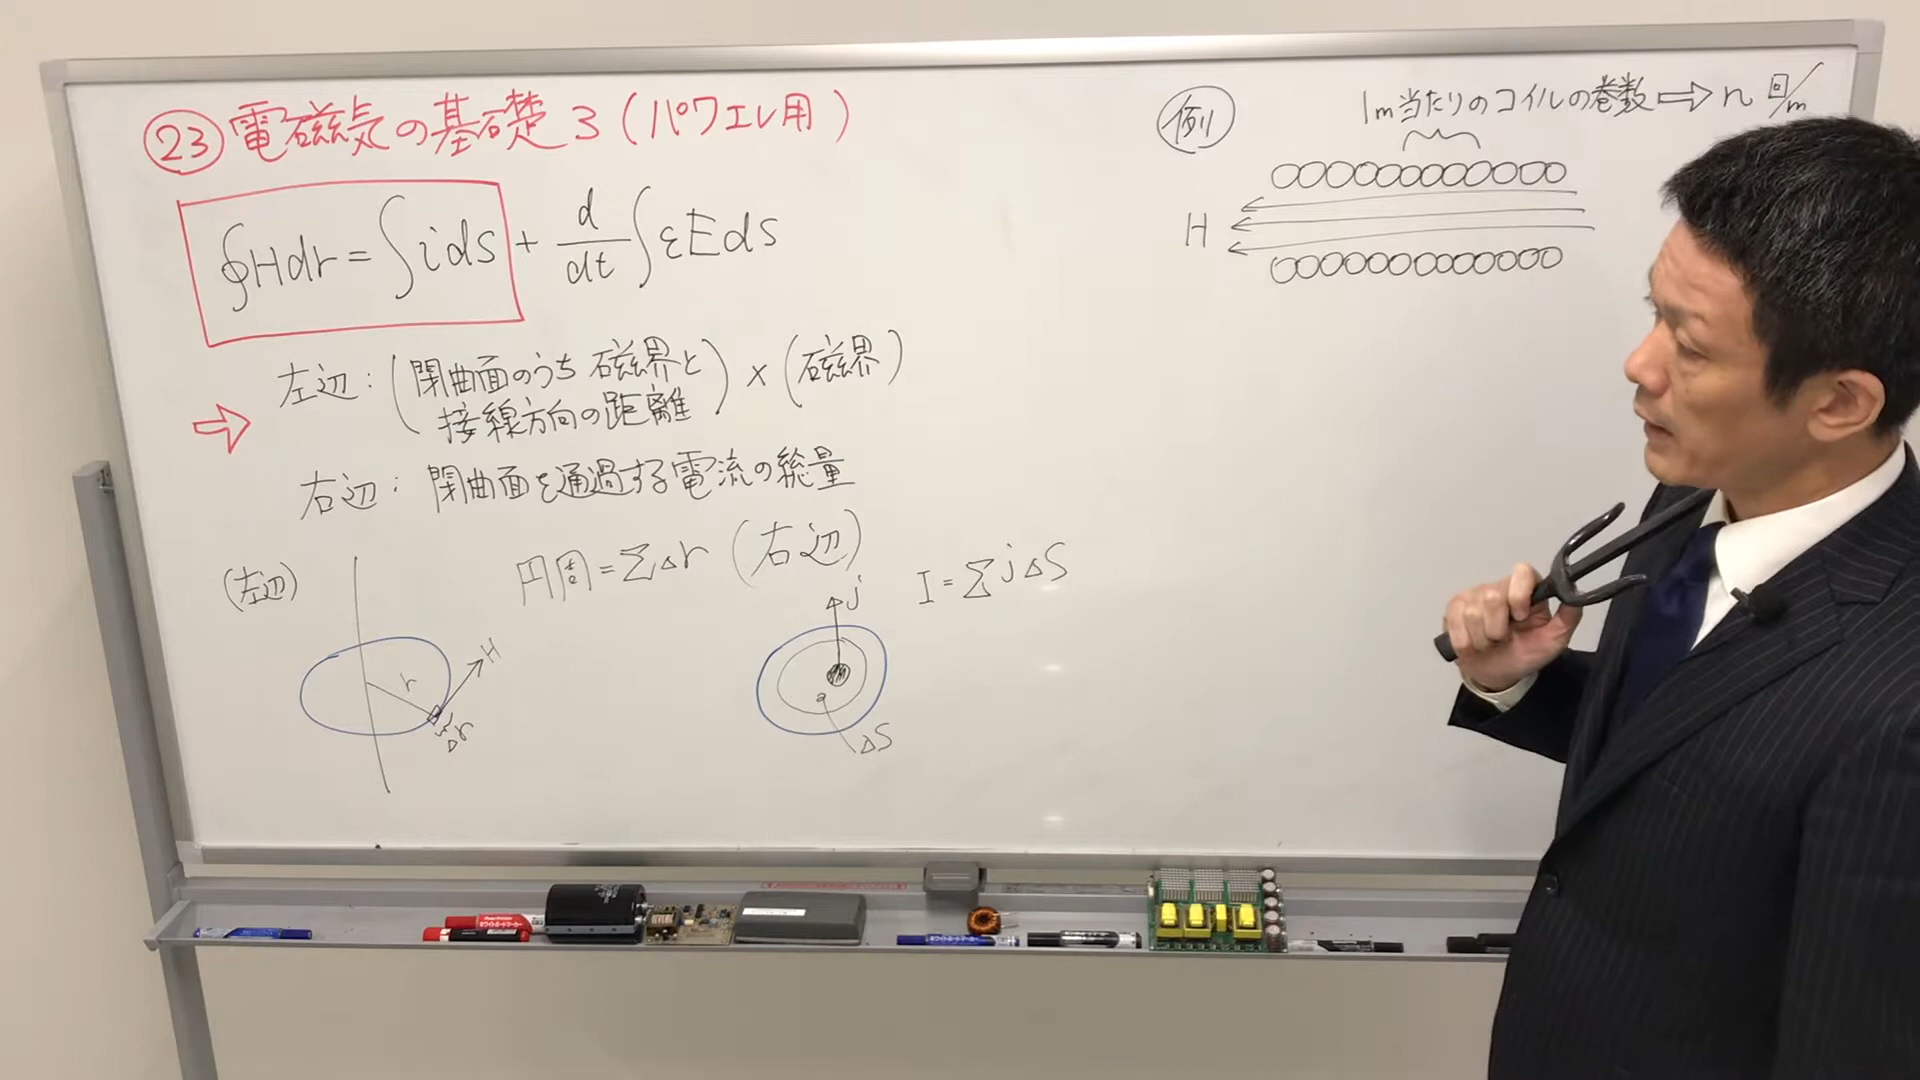 ㉓電磁気の基礎3(パワエレ用)
∮Hdr=∫ids+d/dt∫εEds
左辺:(閉曲面のうち磁界と接線方向の距離)×(磁界)
⇨
右辺:閉曲面を通過する電流の総量
(左辺)
円周=ΣΔr
(右辺)
I=ΣjΔS
H
r
Δr
j
a
ΔS
例
1m当たりのコイルの巻数⇨n回/m
H